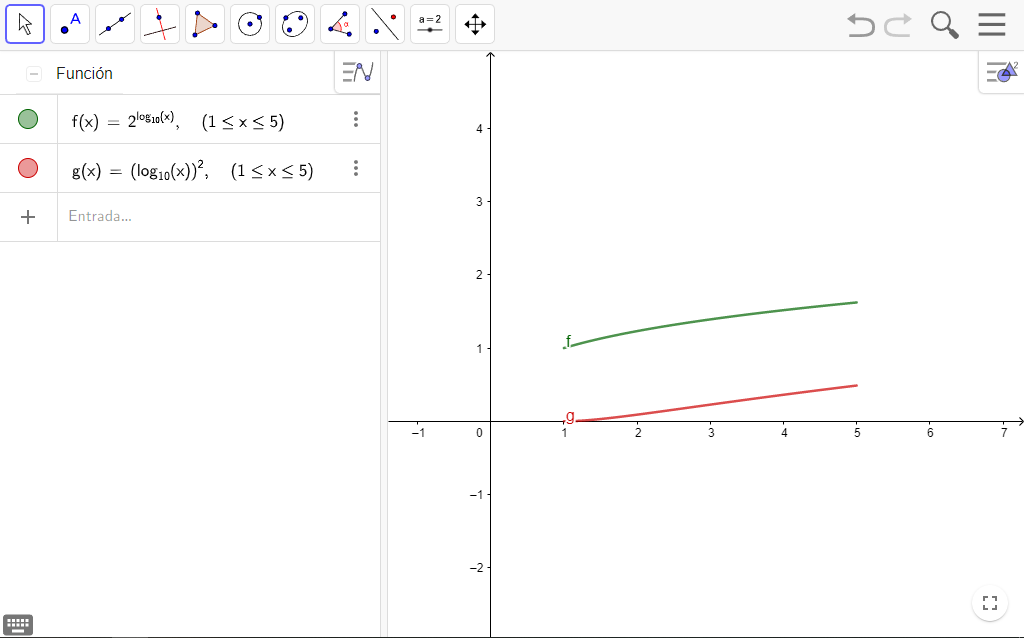 A
α
a = 2
Función
2
f(x) = 2^log₁₀(x), (1 ≤ x ≤ 5)
g(x) = (log₁₀(x))², (1 ≤ x ≤ 5)
Entrada...
4
3
2
1
f
g
−1
0
1
2
3
4
5
6
7
−1
−2